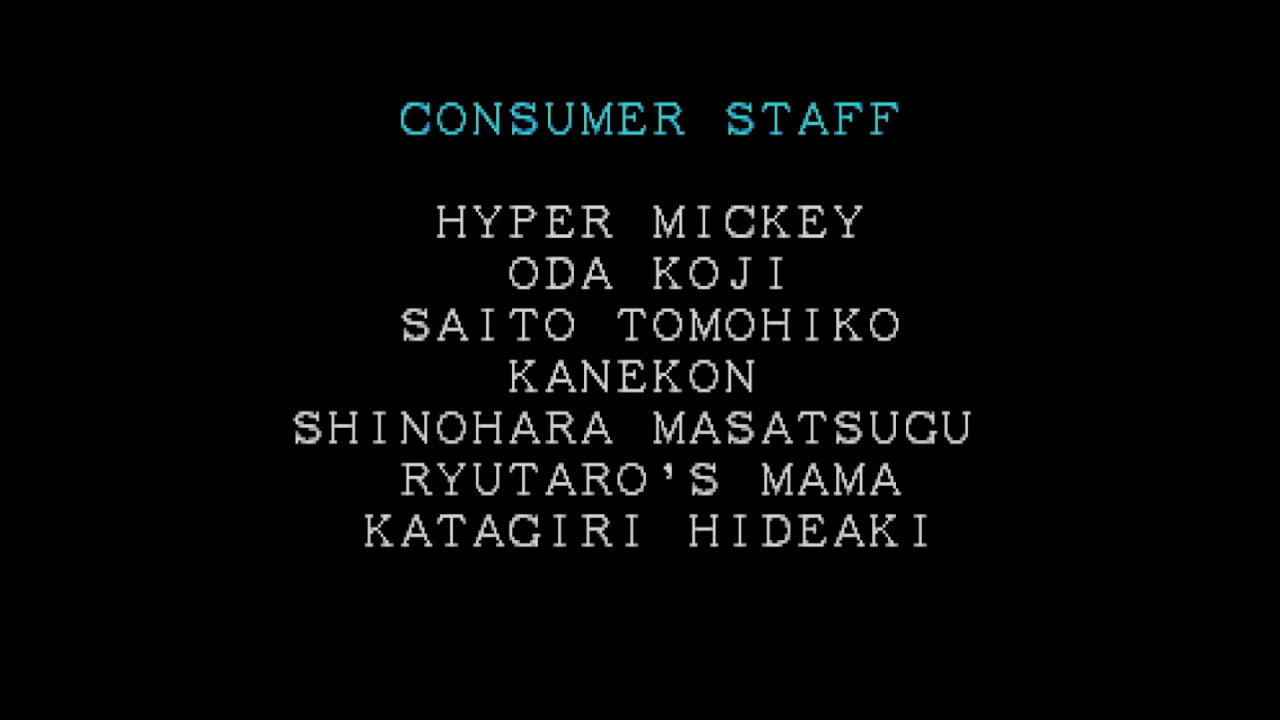 CONSUMER STAFF
HYPER MICKEY
ODA KOJI
SAITO TOMOHIKO
KANEKON
SHINOHARA MASATSUGU
RYUTARO'S MAMA
KATAGIRI HIDEAKI